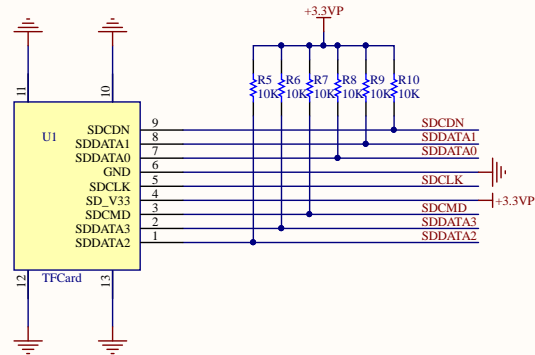 +3.3VP
11
10
R5 R6 R7 R8 R9 R10
10K 10K 10K 10K 10K 10K
U1
SDCDN 9 SDCDN
SDDATA1 8 SDDATA1
SDDATA0 7 SDDATA0
GND 6
SDCLK 5 SDCLK
SD_V33 4 +3.3VP
SDCMD 3 SDCMD
SDDATA3 2 SDDATA3
SDDATA2 1 SDDATA2
TFCard
12
13